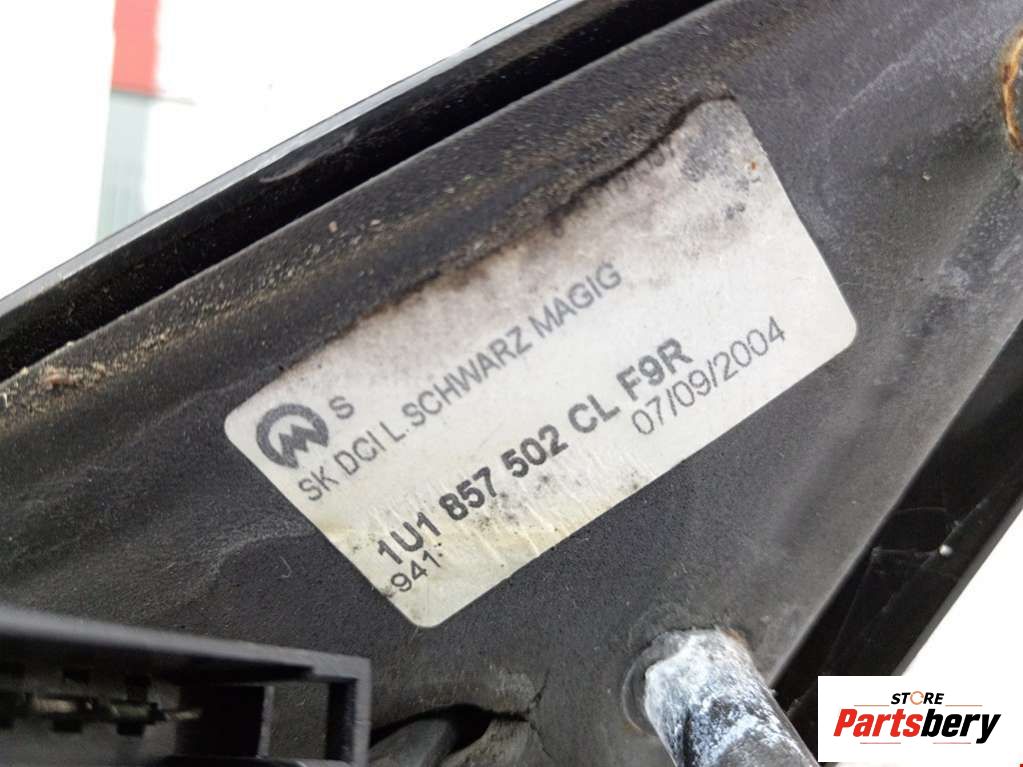 S
SK DCI L. SCHWARZ MAGIG
1U1 857 502 CL F9R
07/09/2004
941
STORE
Partsbery